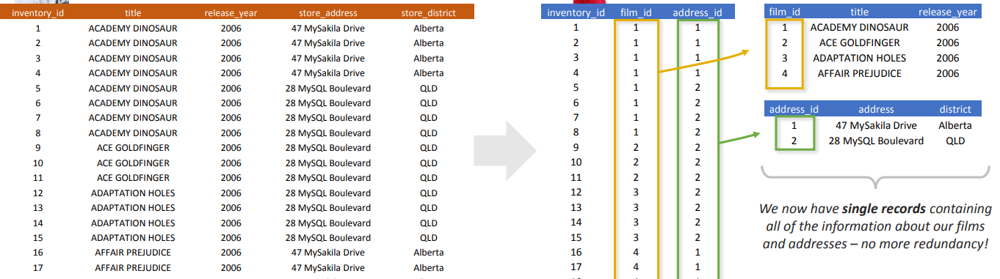 inventory_id title release_year store_address store_district
1 ACADEMY DINOSAUR 2006 47 MySakila Drive Alberta
2 ACADEMY DINOSAUR 2006 47 MySakila Drive Alberta
3 ACADEMY DINOSAUR 2006 47 MySakila Drive Alberta
4 ACADEMY DINOSAUR 2006 47 MySakila Drive Alberta
5 ACADEMY DINOSAUR 2006 28 MySQL Boulevard QLD
6 ACADEMY DINOSAUR 2006 28 MySQL Boulevard QLD
7 ACADEMY DINOSAUR 2006 28 MySQL Boulevard QLD
8 ACADEMY DINOSAUR 2006 28 MySQL Boulevard QLD
9 ACE GOLDFINGER 2006 28 MySQL Boulevard QLD
10 ACE GOLDFINGER 2006 28 MySQL Boulevard QLD
11 ACE GOLDFINGER 2006 28 MySQL Boulevard QLD
12 ADAPTATION HOLES 2006 28 MySQL Boulevard QLD
13 ADAPTATION HOLES 2006 28 MySQL Boulevard QLD
14 ADAPTATION HOLES 2006 28 MySQL Boulevard QLD
15 ADAPTATION HOLES 2006 28 MySQL Boulevard QLD
16 AFFAIR PREJUDICE 2006 47 MySakila Drive Alberta
17 AFFAIR PREJUDICE 2006 47 MySakila Drive Alberta
inventory_id film_id address_id
1 1 1
2 1 1
3 1 1
4 1 1
5 1 2
6 1 2
7 1 2
8 1 2
9 2 2
10 2 2
11 2 2
12 3 2
13 3 2
14 3 2
15 3 2
16 4 1
17 4 1
film_id title release_year
1 ACADEMY DINOSAUR 2006
2 ACE GOLDFINGER 2006
3 ADAPTATION HOLES 2006
4 AFFAIR PREJUDICE 2006
address_id address district
1 47 MySakila Drive Alberta
2 28 MySQL Boulevard QLD
We now have single records containing
all of the information about our films
and addresses – no more redundancy!